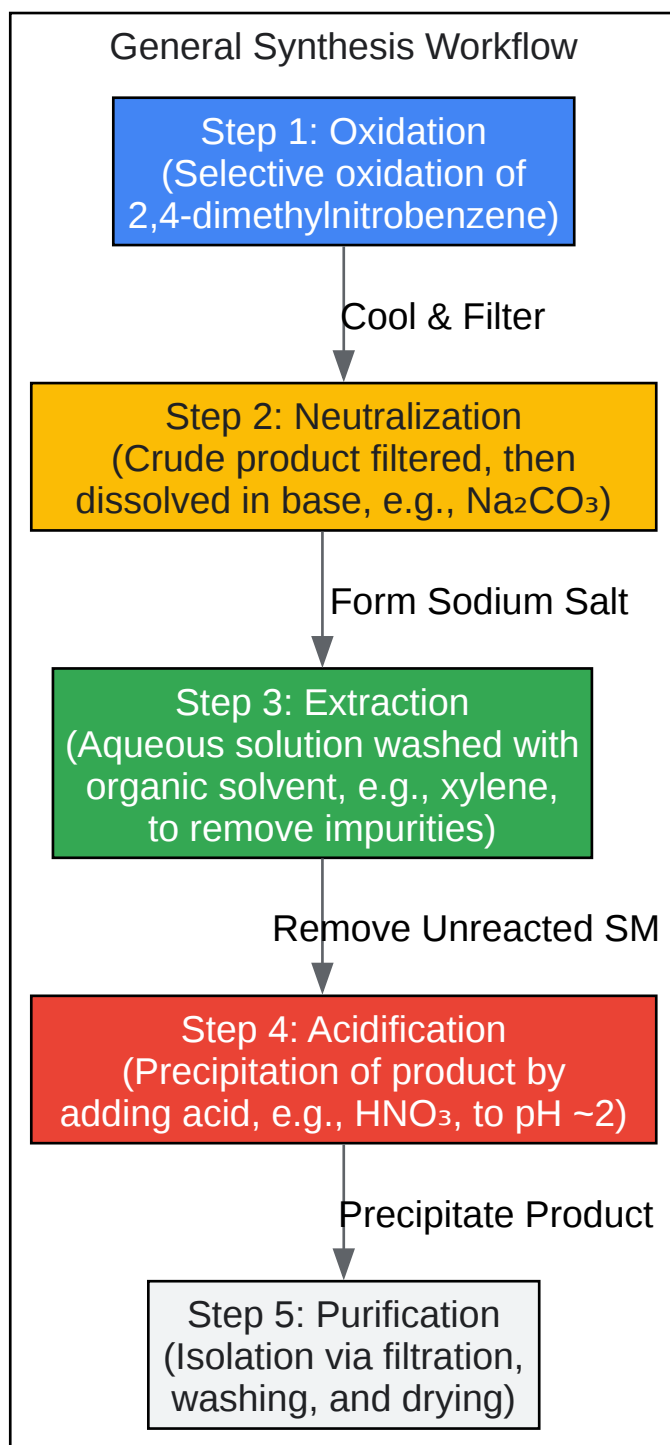 General Synthesis Workflow
Step 1: Oxidation
(Selective oxidation of
2,4-dimethylnitrobenzene)
Cool & Filter
Step 2: Neutralization
(Crude product filtered, then
dissolved in base, e.g., Na₂CO₃)
Form Sodium Salt
Step 3: Extraction
(Aqueous solution washed with
organic solvent, e.g., xylene,
to remove impurities)
Remove Unreacted SM
Step 4: Acidification
(Precipitation of product by
adding acid, e.g., HNO₃, to pH ~2)
Precipitate Product
Step 5: Purification
(Isolation via filtration,
washing, and drying)